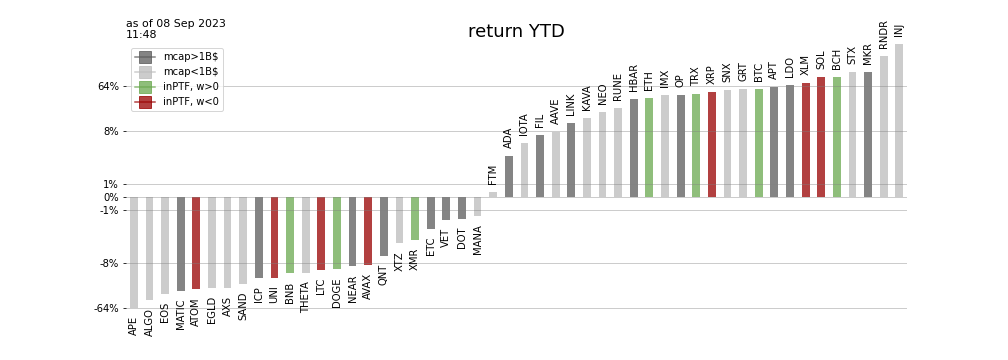 as of 08 Sep 2023
11:48
return YTD
mcap>1B$
mcap<1B$
inPTF, w>0
inPTF, w<0
64%
8%
1%
0%
-1%
-8%
-64%
APE
ALGO
EOS
MATIC
ATOM
EGLD
AXS
SAND
ICP
UNI
BNB
THETA
LTC
DOGE
NEAR
AVAX
QNT
XTZ
XMR
ETC
VET
DOT
MANA
FTM
ADA
IOTA
FIL
AAVE
LINK
KAVA
NEO
RUNE
HBAR
ETH
IMX
OP
TRX
XRP
SNX
GRT
BTC
APT
LDO
XLM
SOL
BCH
STX
MKR
RNDR
INJ